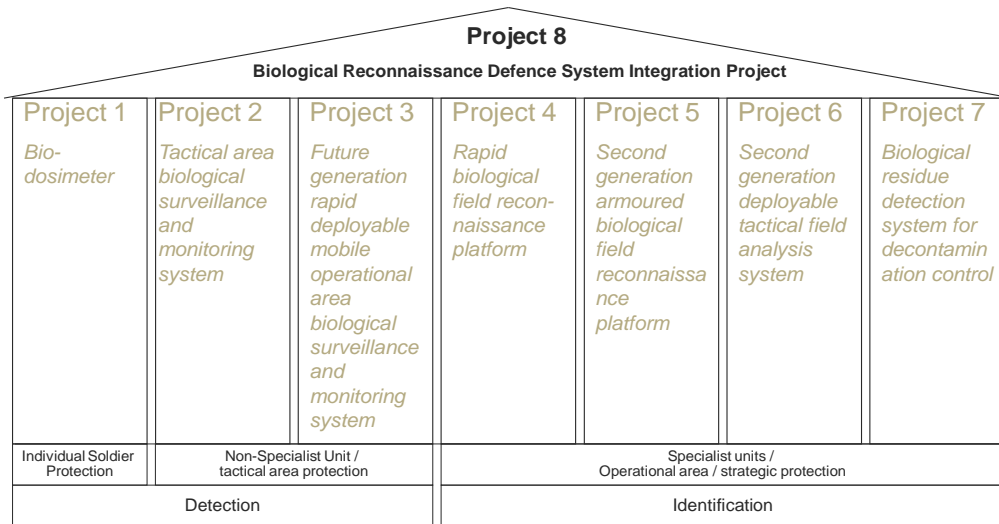 Project 8
Biological Reconnaissance Defence System Integration Project
Project 1
Bio-
dosimeter
Project 2
Tactical area
biological
surveillance
and
monitoring
system
Project 3
Future
generation
rapid
deployable
mobile
operational
area
biological
surveillance
and
monitoring
system
Project 4
Rapid
biological
field recon-
naissance
platform
Project 5
Second
generation
armoured
biological
field
reconnaissa
nce
platform
Project 6
Second
generation
deployable
tactical field
analysis
system
Project 7
Biological
residue
detection
system for
decontamin
ation control
Individual Soldier
Protection
Non-Specialist Unit /
tactical area protection
Specialist units /
Operational area / strategic protection
Detection
Identification